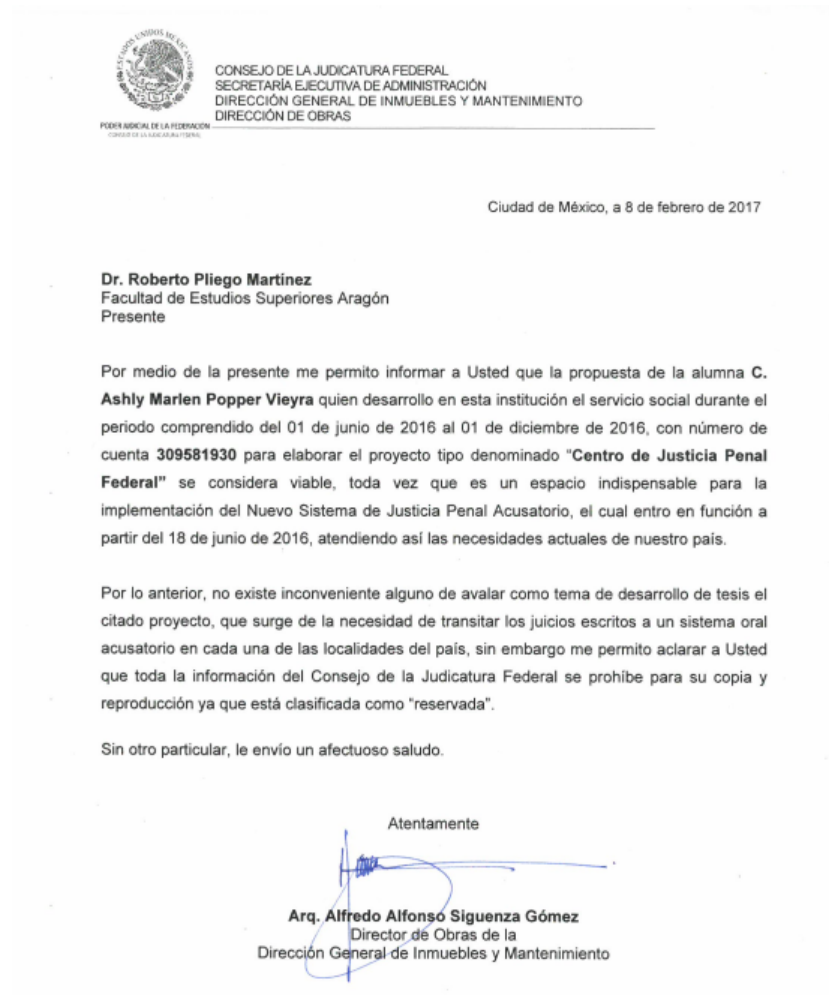 ESTADOS UNIDOS MEXICANOS
PODER JUDICIAL DE LA FEDERACIÓN
CONSEJO DE LA JUDICATURA FEDERAL
CONSEJO DE LA JUDICATURA FEDERAL
SECRETARÍA EJECUTIVA DE ADMINISTRACIÓN
DIRECCIÓN GENERAL DE INMUEBLES Y MANTENIMIENTO
DIRECCIÓN DE OBRAS
Ciudad de México, a 8 de febrero de 2017
Dr. Roberto Pliego Martínez
Facultad de Estudios Superiores Aragón
Presente
Por medio de la presente me permito informar a Usted que la propuesta de la alumna C.
Ashly Marlen Popper Vieyra quien desarrollo en esta institución el servicio social durante el
periodo comprendido del 01 de junio de 2016 al 01 de diciembre de 2016, con número de
cuenta 309581930 para elaborar el proyecto tipo denominado “Centro de Justicia Penal
Federal” se considera viable, toda vez que es un espacio indispensable para la
implementación del Nuevo Sistema de Justicia Penal Acusatorio, el cual entro en función a
partir del 18 de junio de 2016, atendiendo así las necesidades actuales de nuestro país.
Por lo anterior, no existe inconveniente alguno de avalar como tema de desarrollo de tesis el
citado proyecto, que surge de la necesidad de transitar los juicios escritos a un sistema oral
acusatorio en cada una de las localidades del país, sin embargo me permito aclarar a Usted
que toda la información del Consejo de la Judicatura Federal se prohíbe para su copia y
reproducción ya que está clasificada como “reservada”.
Sin otro particular, le envío un afectuoso saludo.
Atentamente
Arq. Alfredo Alfonso Siguenza Gómez
Director de Obras de la
Dirección General de Inmuebles y Mantenimiento